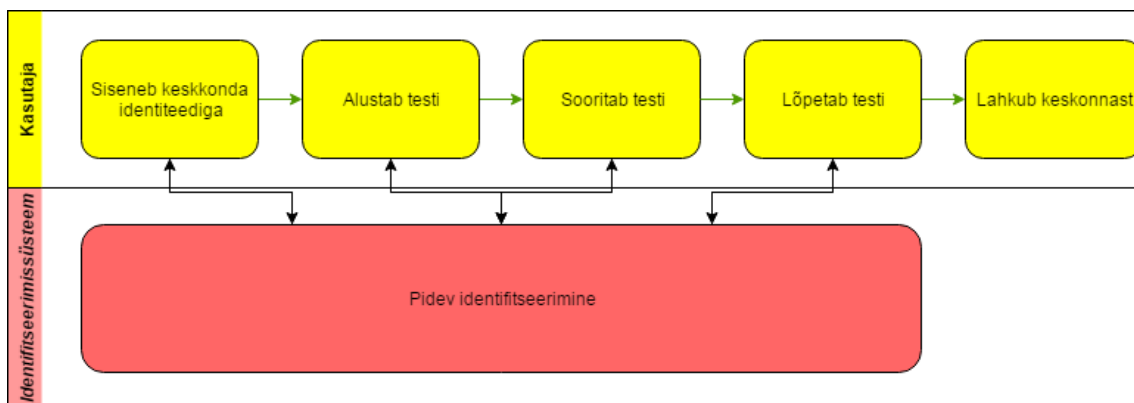 Kasutaja
Siseneb keskkonda
identiteediga
Alustab testi
Sooritab testi
Lõpetab testi
Lahkub keskonnast
Identifitseerimissüsteem
Pidev identifitseerimine